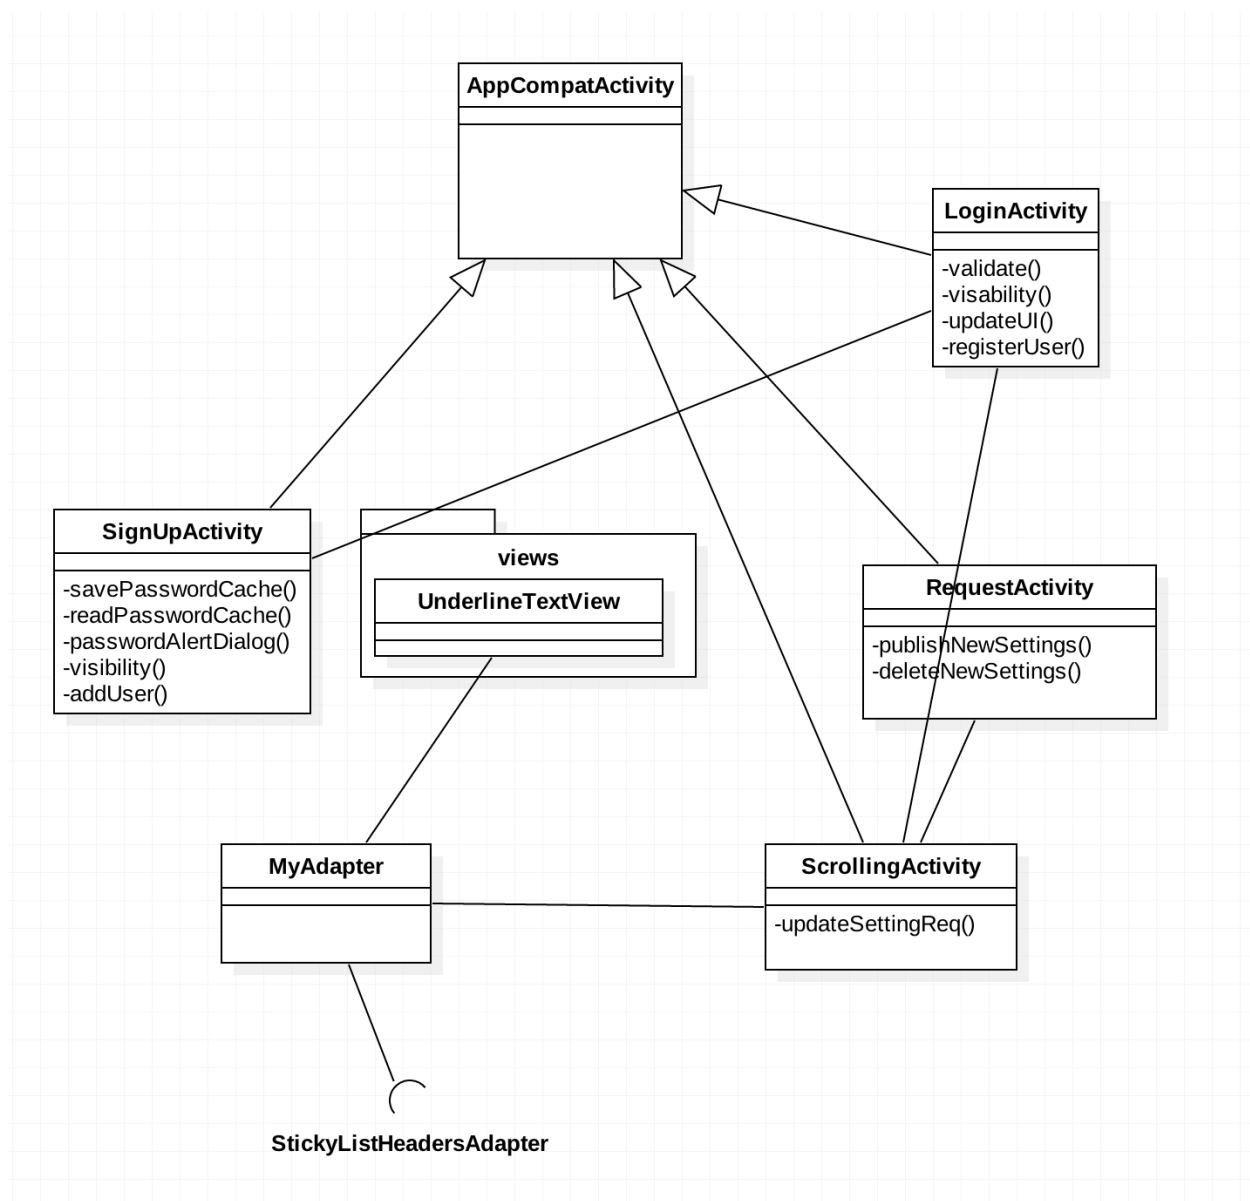 AppCompatActivity
LoginActivity
-validate()
-visability()
-updateUI()
-registerUser()
SignUpActivity
-savePasswordCache()
-readPasswordCache()
-passwordAlertDialog()
-visibility()
-addUser()
views
UnderlineTextView
RequestActivity
-publishNewSettings()
-deleteNewSettings()
MyAdapter
ScrollingActivity
-updateSettingReq()
StickyListHeadersAdapter